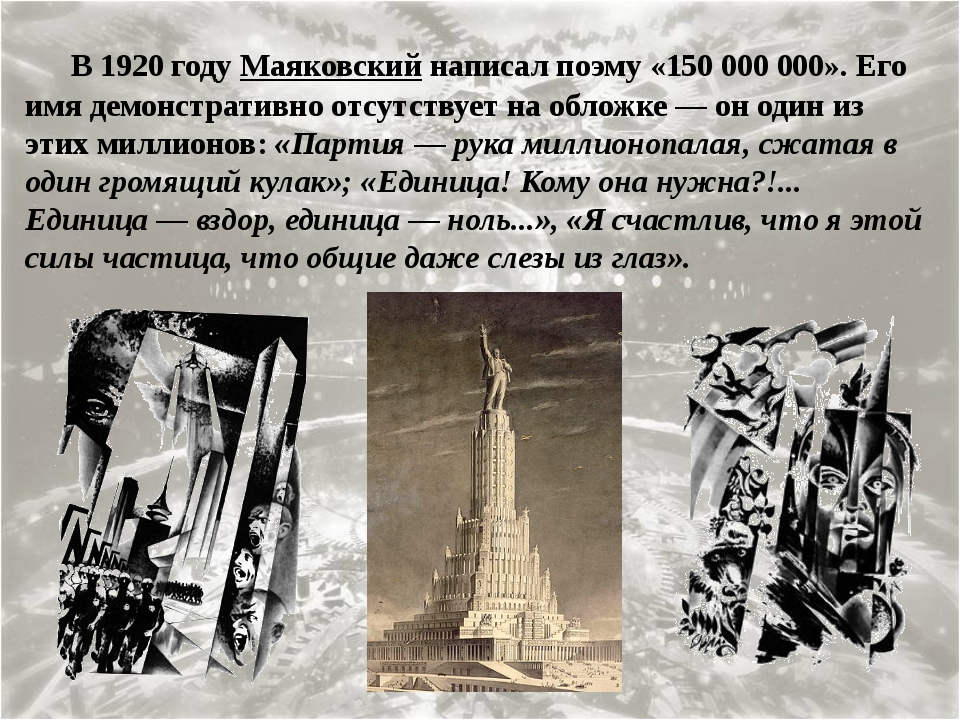 В 1920 году Маяковский написал поэму «150 000 000». Его
имя демонстративно отсутствует на обложке — он один из
этих миллионов: «Партия — рука миллионопалая, сжатая в
один громящий кулак»; «Единица! Кому она нужна?!...
Единица — вздор, единица — ноль...», «Я счастлив, что я этой
силы частица, что общие даже слезы из глаз».